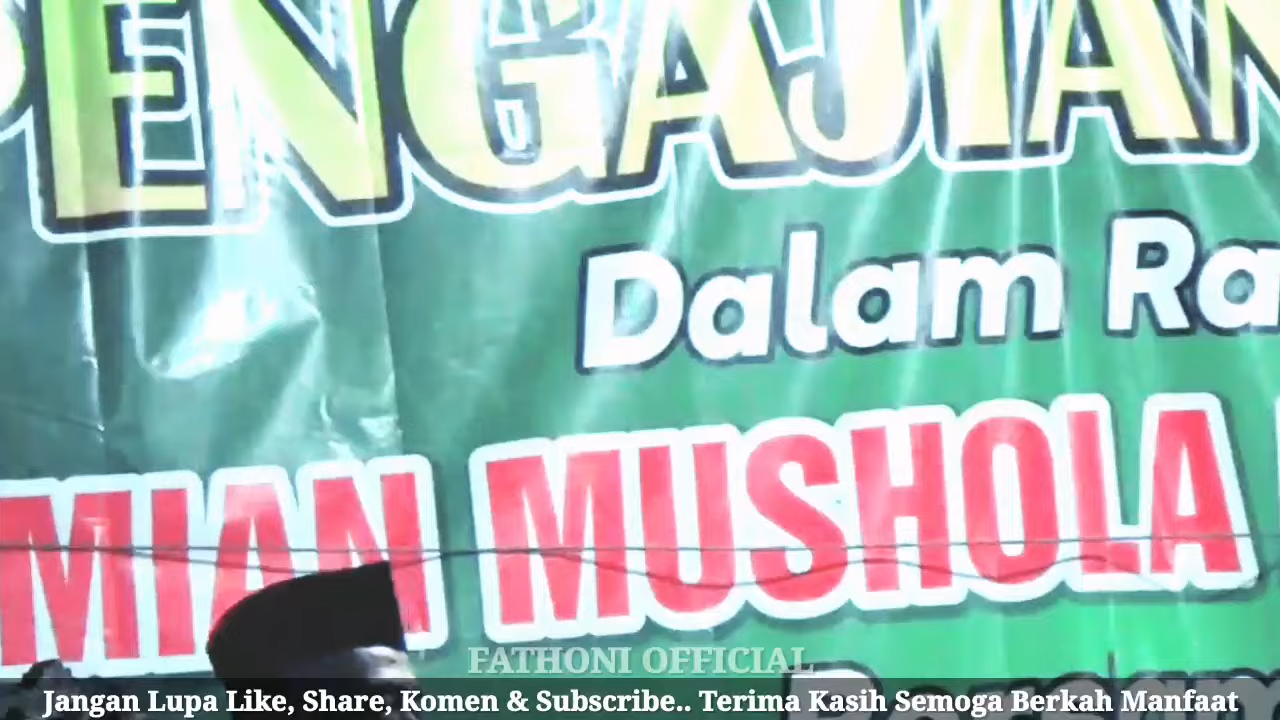 PENGAJIAN
Dalam Ra
MIAN MUSHOLA
FATHONI OFFICIAL
Jangan Lupa Like, Share, Komen & Subscribe.. Terima Kasih Semoga Berkah Manfaat